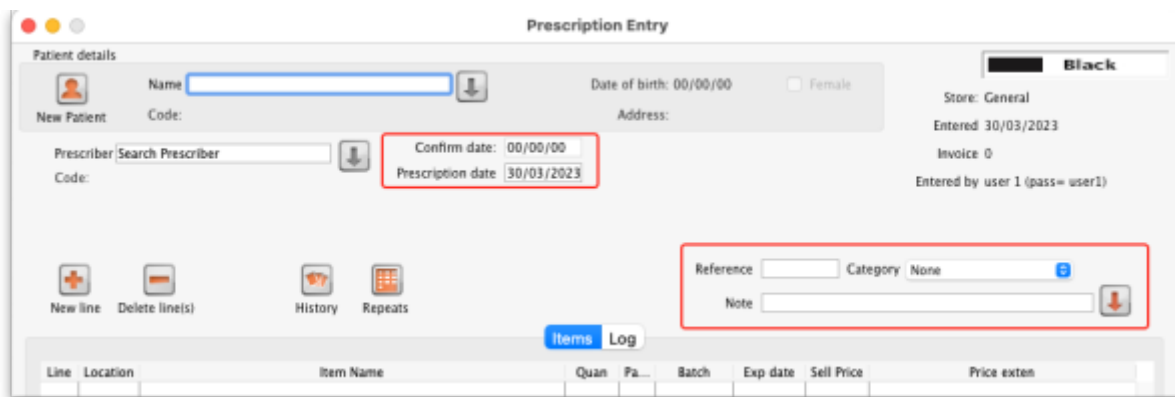 Prescription Entry
Patient details
Black
Name
Date of birth: 00/00/00
Female
New Patient
Code:
Address:
Store: General
Entered 30/03/2023
Prescriber Search Prescriber
Confirm date: 00/00/00
Invoice 0
Code:
Prescription date 30/03/2023
Entered by user 1 (pass= user1)
Reference
Category None
New line
Delete line(s)
History
Repeats
Note
Items Log
Line Location Item Name Quan Pa... Batch Exp date Sell Price Price exten